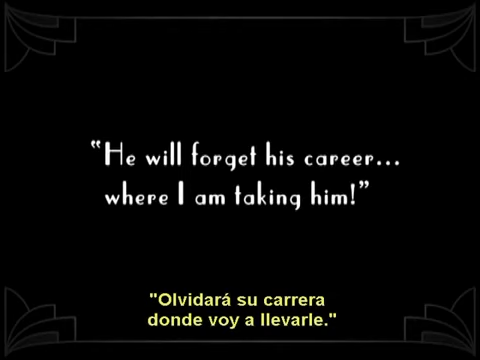 “He will forget his career...
where I am taking him!”
"Olvidará su carrera
donde voy a llevarle."